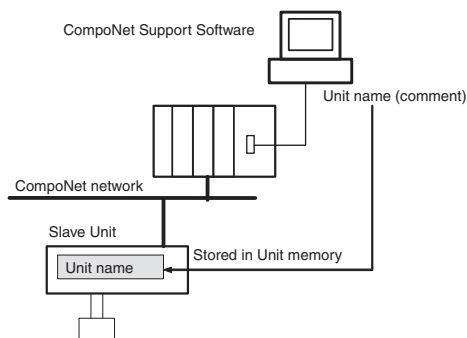 CompoNet Support Software
Unit name (comment)
CompoNet network
Slave Unit
Stored in Unit memory
Unit name